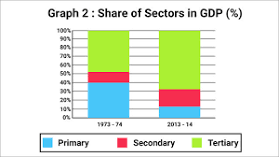 Graph 2 : Share of Sectors in GDP (%)
100%
90%
80%
70%
60%
50%
40%
30%
20%
10%
0%
1973 - 74
2013 - 14
Primary Secondary Tertiary